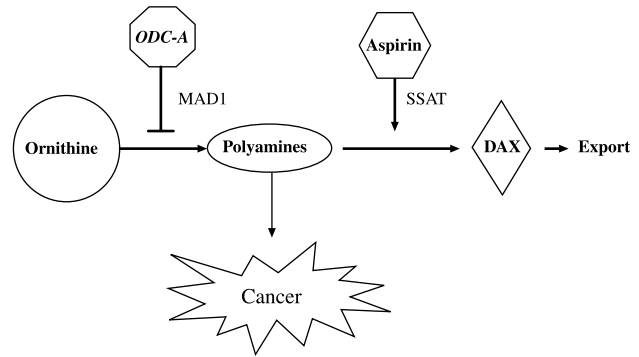 ODC-A
Aspirin
MAD1
SSAT
Ornithine
Polyamines
DAX
Export
Cancer